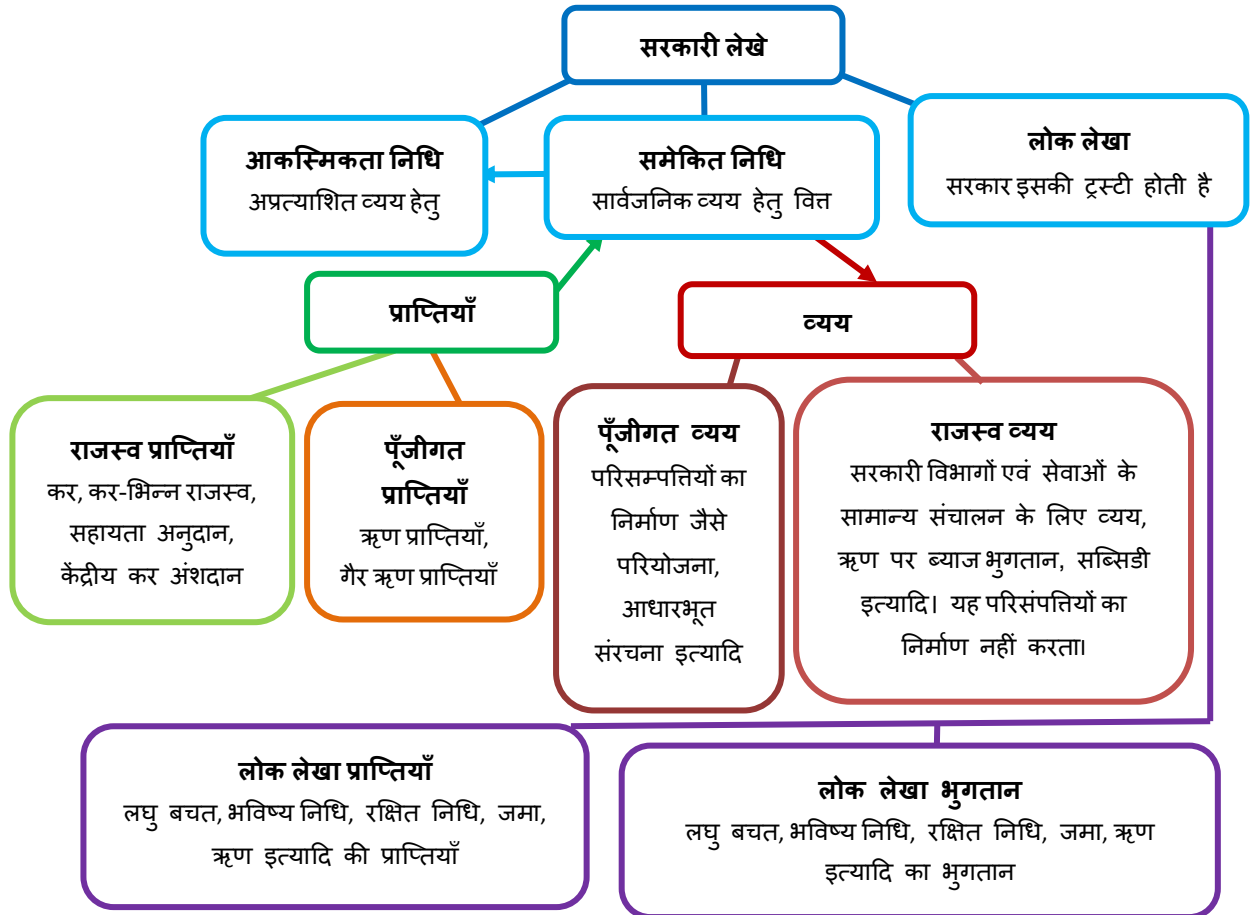 सरकारी लेखे
आकस्मिकता निधि
अप्रत्याशित व्यय हेतु
समेकित निधि
सार्वजनिक व्यय हेतु वित्त
लोक लेखा
सरकार इसकी ट्रस्टी होती है
प्राप्तियाँ
व्यय
राजस्व प्राप्तियाँ
कर, कर-भिन्न राजस्व,
सहायता अनुदान,
केंद्रीय कर अंशदान
पूँजीगत
प्राप्तियाँ
ऋण प्राप्तियाँ,
गैर ऋण प्राप्तियाँ
पूँजीगत व्यय
परिसम्पत्तियों का
निर्माण जैसे
परियोजना,
आधारभूत
संरचना इत्यादि
राजस्व व्यय
सरकारी विभागों एवं सेवाओं के
सामान्य संचालन के लिए व्यय,
ऋण पर ब्याज भुगतान, सब्सिडी
इत्यादि। यह परिसंपत्तियों का
निर्माण नहीं करता।
लोक लेखा प्राप्तियाँ
लघु बचत, भविष्य निधि, रक्षित निधि, जमा,
ऋण इत्यादि की प्राप्तियाँ
लोक लेखा भुगतान
लघु बचत, भविष्य निधि, रक्षित निधि, जमा, ऋण
इत्यादि का भुगतान